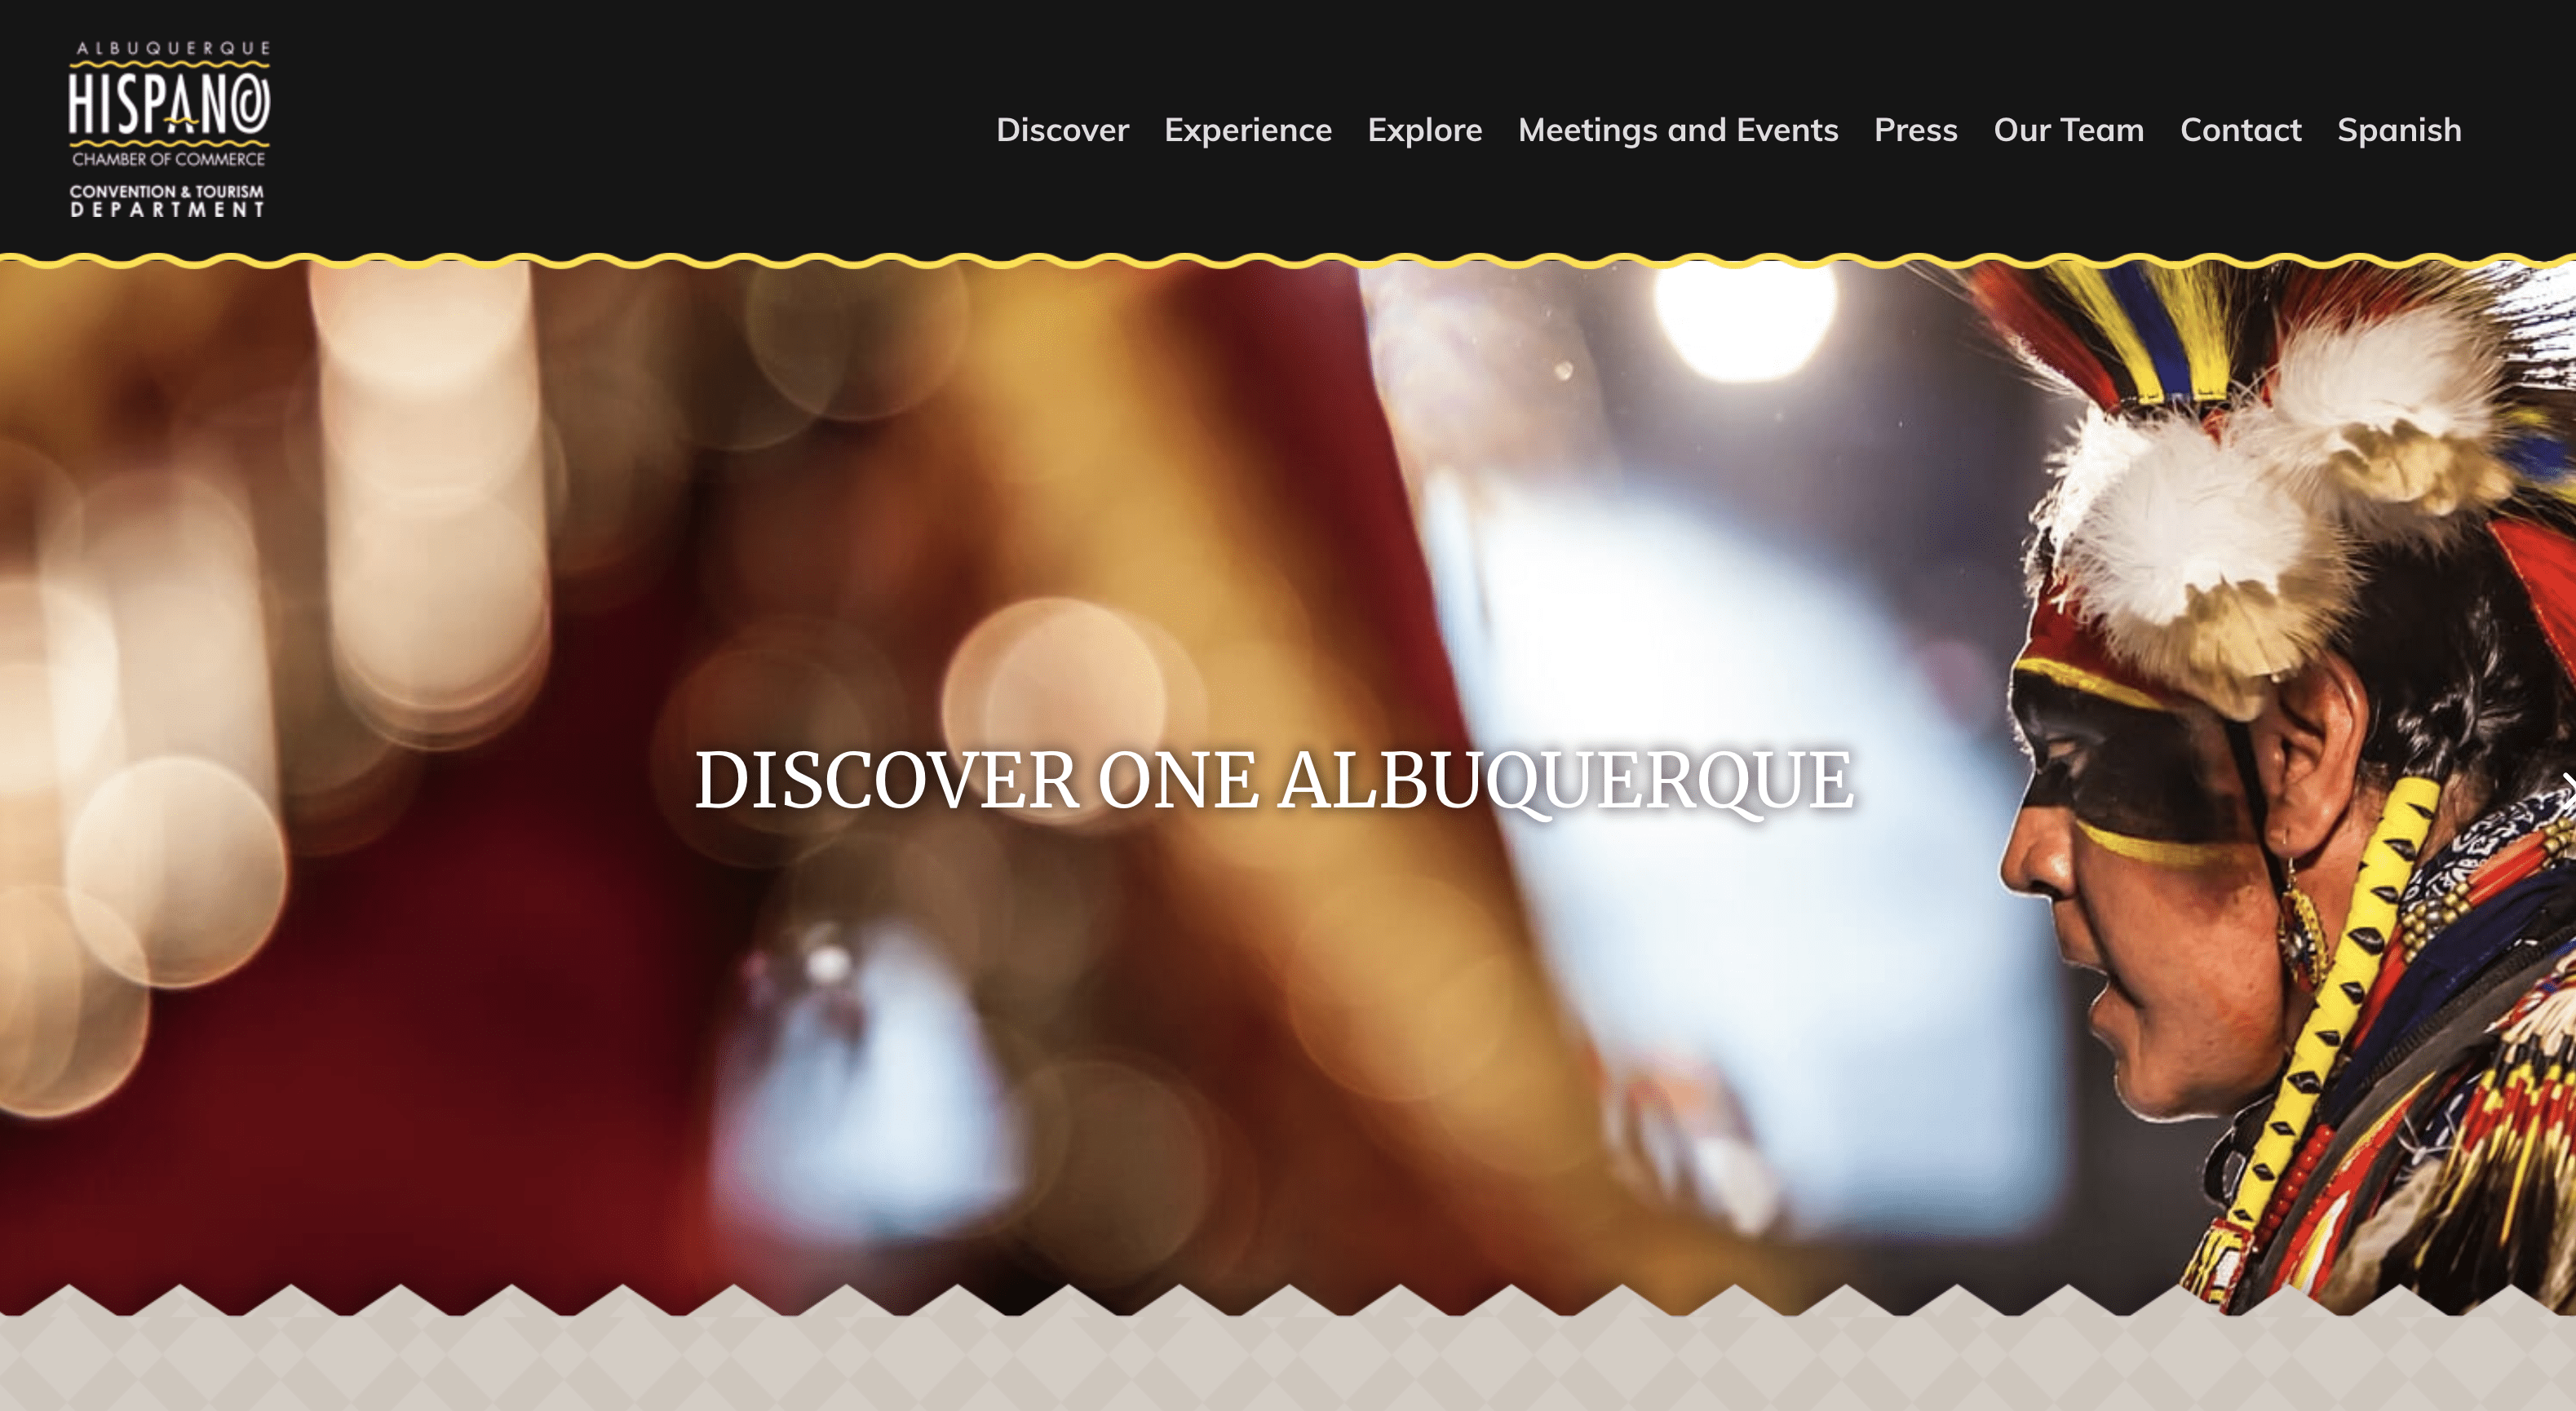 ALBUQUERQUE
HISPANO
CHAMBER OF COMMERCE
CONVENTION & TOURISM
DEPARTMENT
Discover Experience Explore Meetings and Events Press Our Team Contact Spanish
DISCOVER ONE ALBUQUERQUE